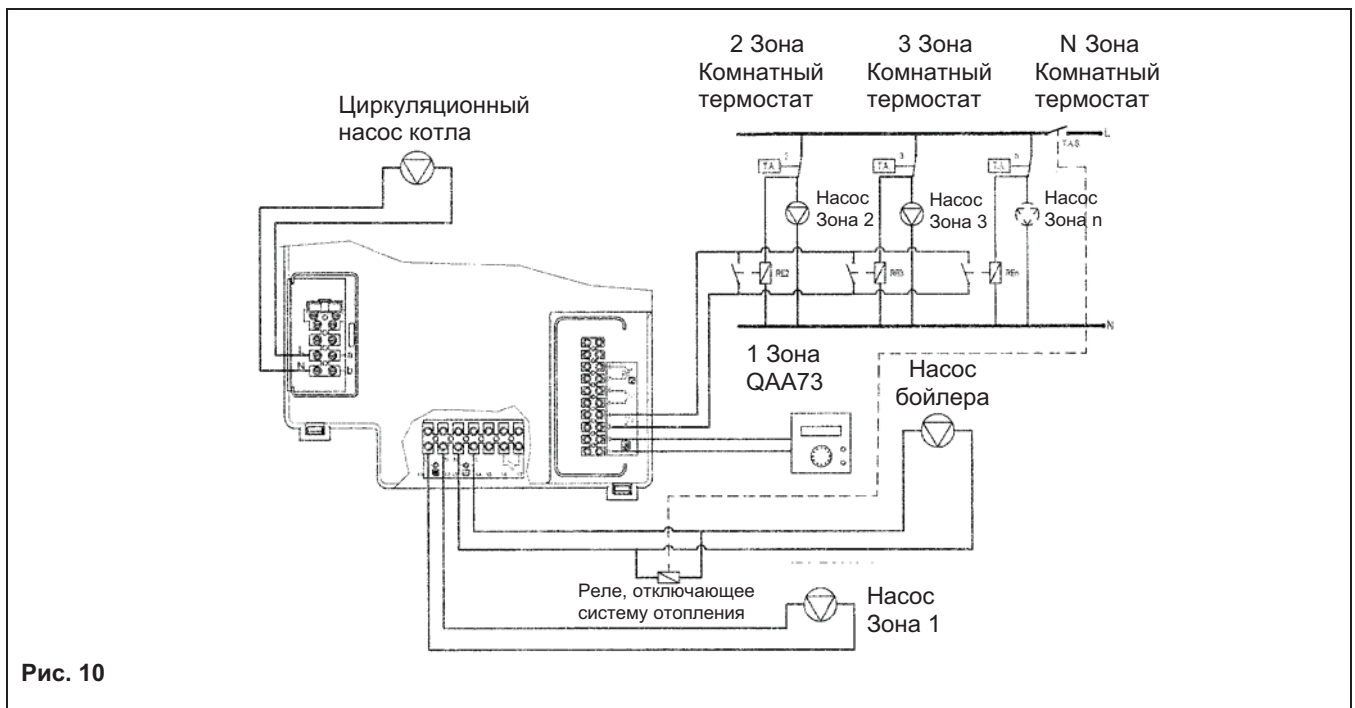 2 Зона
Комнатный
термостат
3 Зона
Комнатный
термостат
N Зона
Комнатный
термостат
Циркуляционный
насос котла
L
T.A.S.
T.A.
2
T.A.
3
n
Насос
Зона 2
Насос
Зона 3
Насос
Зона n
RE2
RE3
REn
N
L
N
a
b
1 Зона
QAA73
Насос
бойлера
Реле, отключающее
систему отопления
Насос
Зона 1
Рис. 10